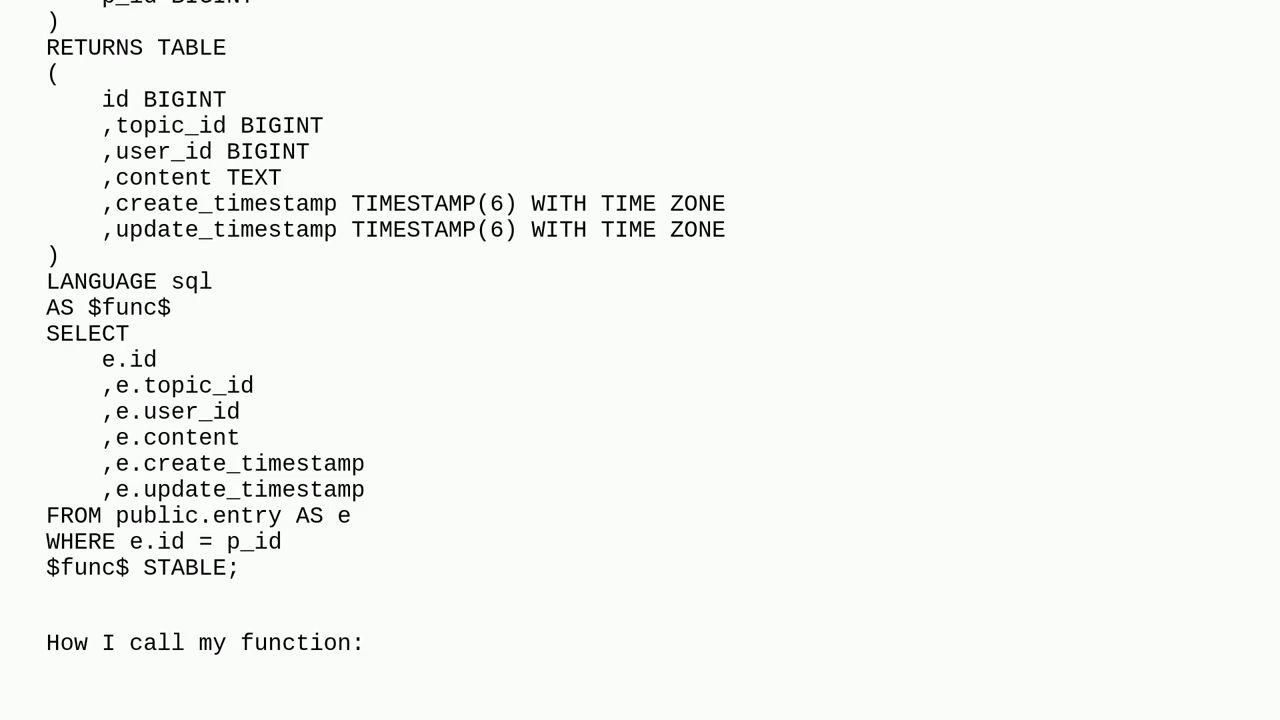 p_id BIGINT
)
RETURNS TABLE
(
    id BIGINT
    ,topic_id BIGINT
    ,user_id BIGINT
    ,content TEXT
    ,create_timestamp TIMESTAMP(6) WITH TIME ZONE
    ,update_timestamp TIMESTAMP(6) WITH TIME ZONE
)
LANGUAGE sql
AS $func$
SELECT
    e.id
    ,e.topic_id
    ,e.user_id
    ,e.content
    ,e.create_timestamp
    ,e.update_timestamp
FROM public.entry AS e
WHERE e.id = p_id
$func$ STABLE;
How I call my function: